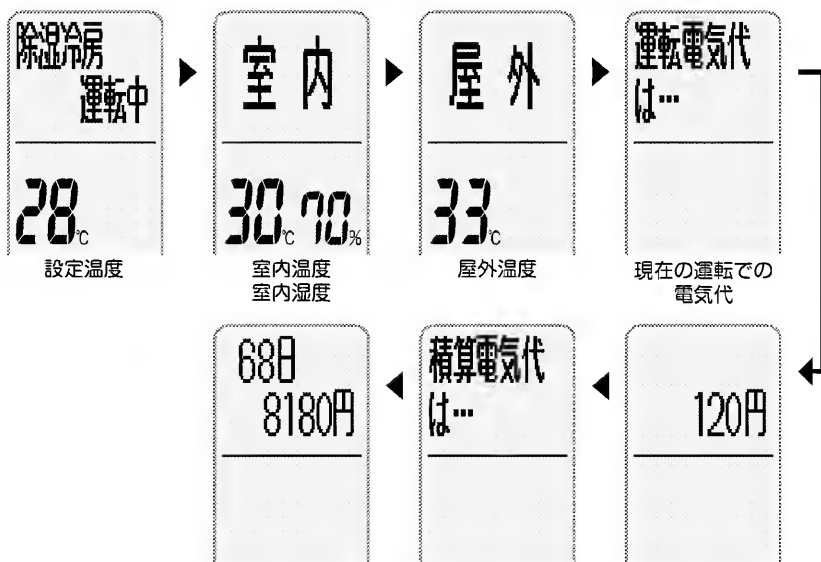 除湿冷房
運転中
28℃
設定温度
室内
30℃ 70%
室内温度
室内湿度
屋外
33℃
屋外温度
運転電気代
は…
現在の運転での
電気代
120円
積算電気代
は…
68日
8180円